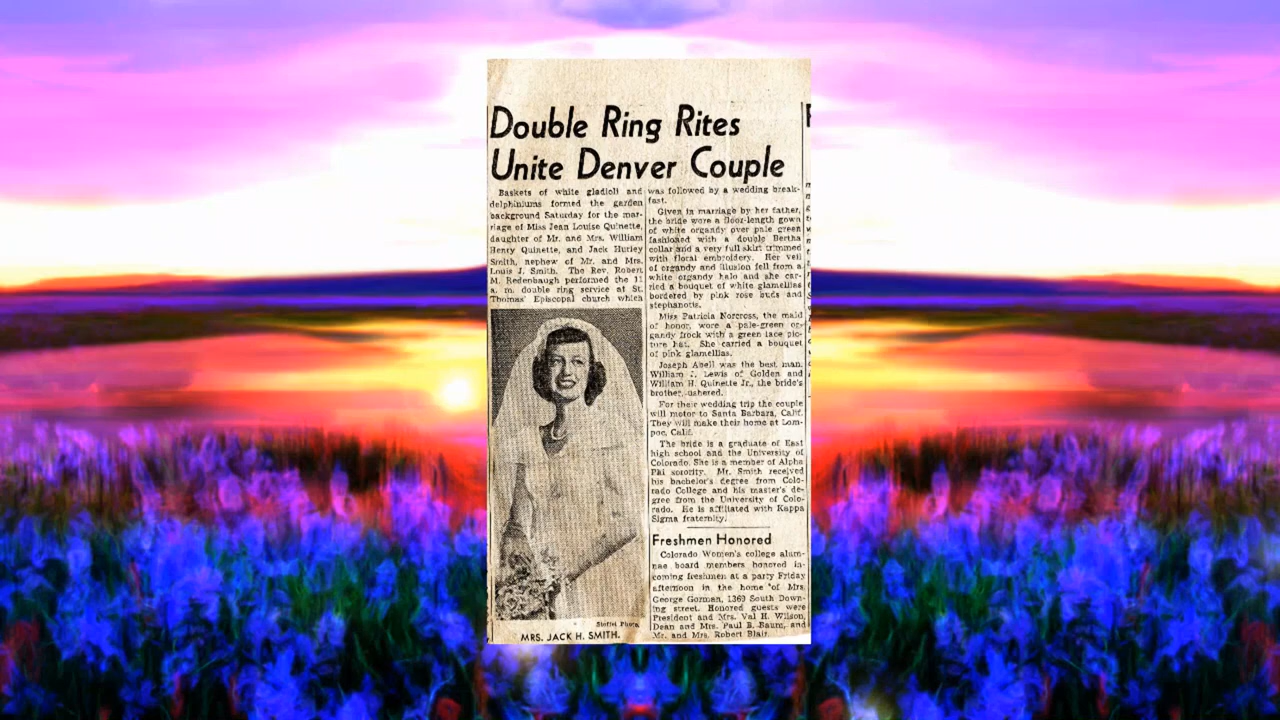 Double Ring Rites
Unite Denver Couple
Baskets of white gladioli and
delphiniums formed the garden
background Saturday for the mar-
riage of Miss Jean Louise Quinette,
daughter of Mr. and Mrs. William
Henry Quinette, and Jack Hurley
Smith, nephew of Mr. and Mrs.
Louis J. Smith. The Rev. Robert
M. Redenbaugh performed the 11
a. m. double ring service at St.
Thomas' Episcopal church which
Stoffel Photo.
MRS. JACK H. SMITH.
was followed by a wedding break-
fast.
Given in marriage by her father,
the bride wore a floor-length gown
of white organdy over pale green
fashioned with a double Bertha
collar and a very full skirt trimmed
with floral embroidery. Her veil
of organdy and illusion fell from a
white organdy halo and she car-
ried a bouquet of white glamellias
bordered by pink rose buds and
stephanotis.
Miss Patricia Norcross, the maid
of honor, wore a pale-green or-
gandy frock with a green lace pic-
ture hat. She carried a bouquet
of pink glamellias.
Joseph Abell was the best man.
William J. Lewis of Golden and
William H. Quinette Jr., the bride's
brother, ushered.
For their wedding trip the couple
will motor to Santa Barbara, Calif.
They will make their home at Lom-
poc, Calif.
The bride is a graduate of East
high school and the University of
Colorado. She is a member of Alpha
Phi sorority. Mr. Smith received
his bachelor's degree from Colo-
rado College and his master's de-
gree from the University of Colo-
rado. He is affiliated with Kappa
Sigma fraternity.
Freshmen Honored
Colorado Women's college alum-
nae board members honored in-
coming freshmen at a party Friday
afternoon in the home of Mrs.
George Gorman, 1369 South Down-
ing street. Honored guests were
President and Mrs. Val H. Wilson,
Dean and Mrs. Paul B. Baum, and
Mr. and Mrs. Robert Blair.